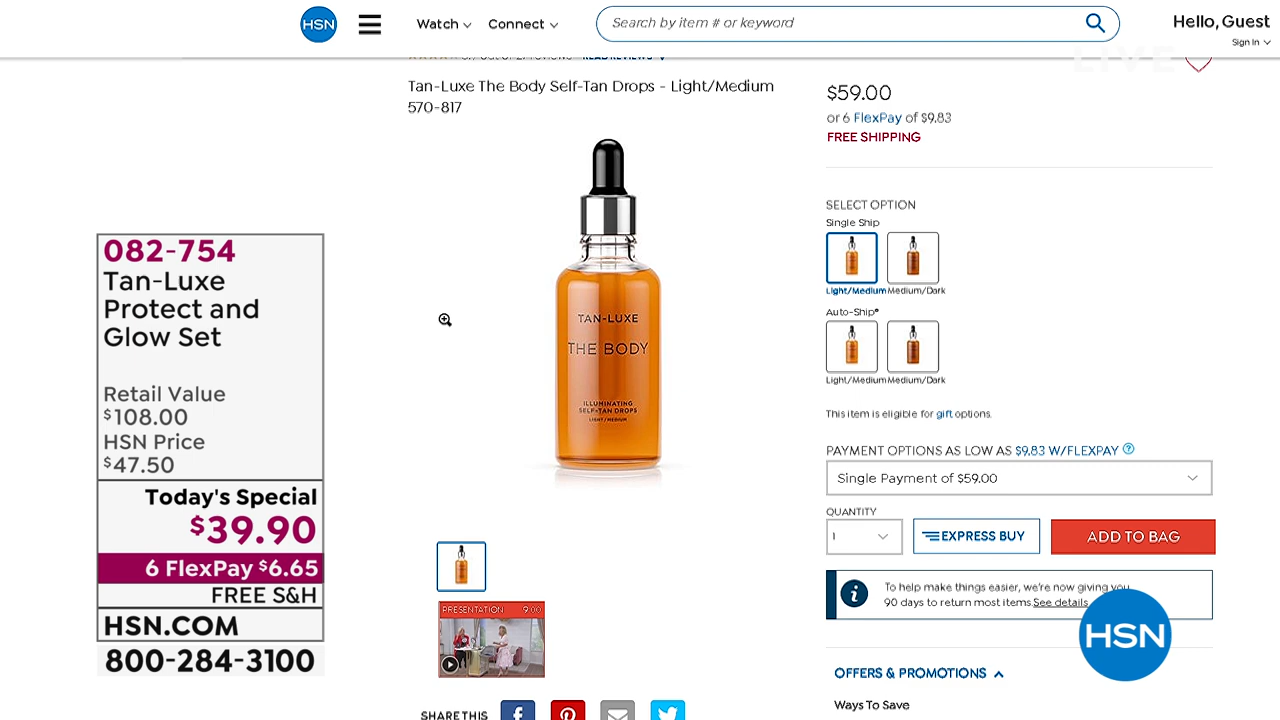 HSN
Watch
Connect
Search by item # or keyword
Hello, Guest
Sign In
LIVE
READ REVIEWS
Tan-Luxe The Body Self-Tan Drops - Light/Medium
570-817
TAN-LUXE
THE BODY
ILLUMINATING
SELF-TAN DROPS
LIGHT/MEDIUM
PRESENTATION 9:00
SHARE THIS
$59.00
or 6 FlexPay of $9.83
FREE SHIPPING
SELECT OPTION
Single Ship
Light/Medium Medium/Dark
Auto-Ship®
Light/Medium Medium/Dark
This item is eligible for gift options.
PAYMENT OPTIONS AS LOW AS $9.83 W/FLEXPAY ?
Single Payment of $59.00
QUANTITY
1
EXPRESS BUY
ADD TO BAG
To help make things easier, we're now giving you
90 days to return most items. See details
OFFERS & PROMOTIONS
Ways To Save
HSN
082-754
Tan-Luxe
Protect and
Glow Set
Retail Value
$108.00
HSN Price
$47.50
Today's Special
$39.90
6 FlexPay $6.65
FREE S&H
HSN.COM
800-284-3100